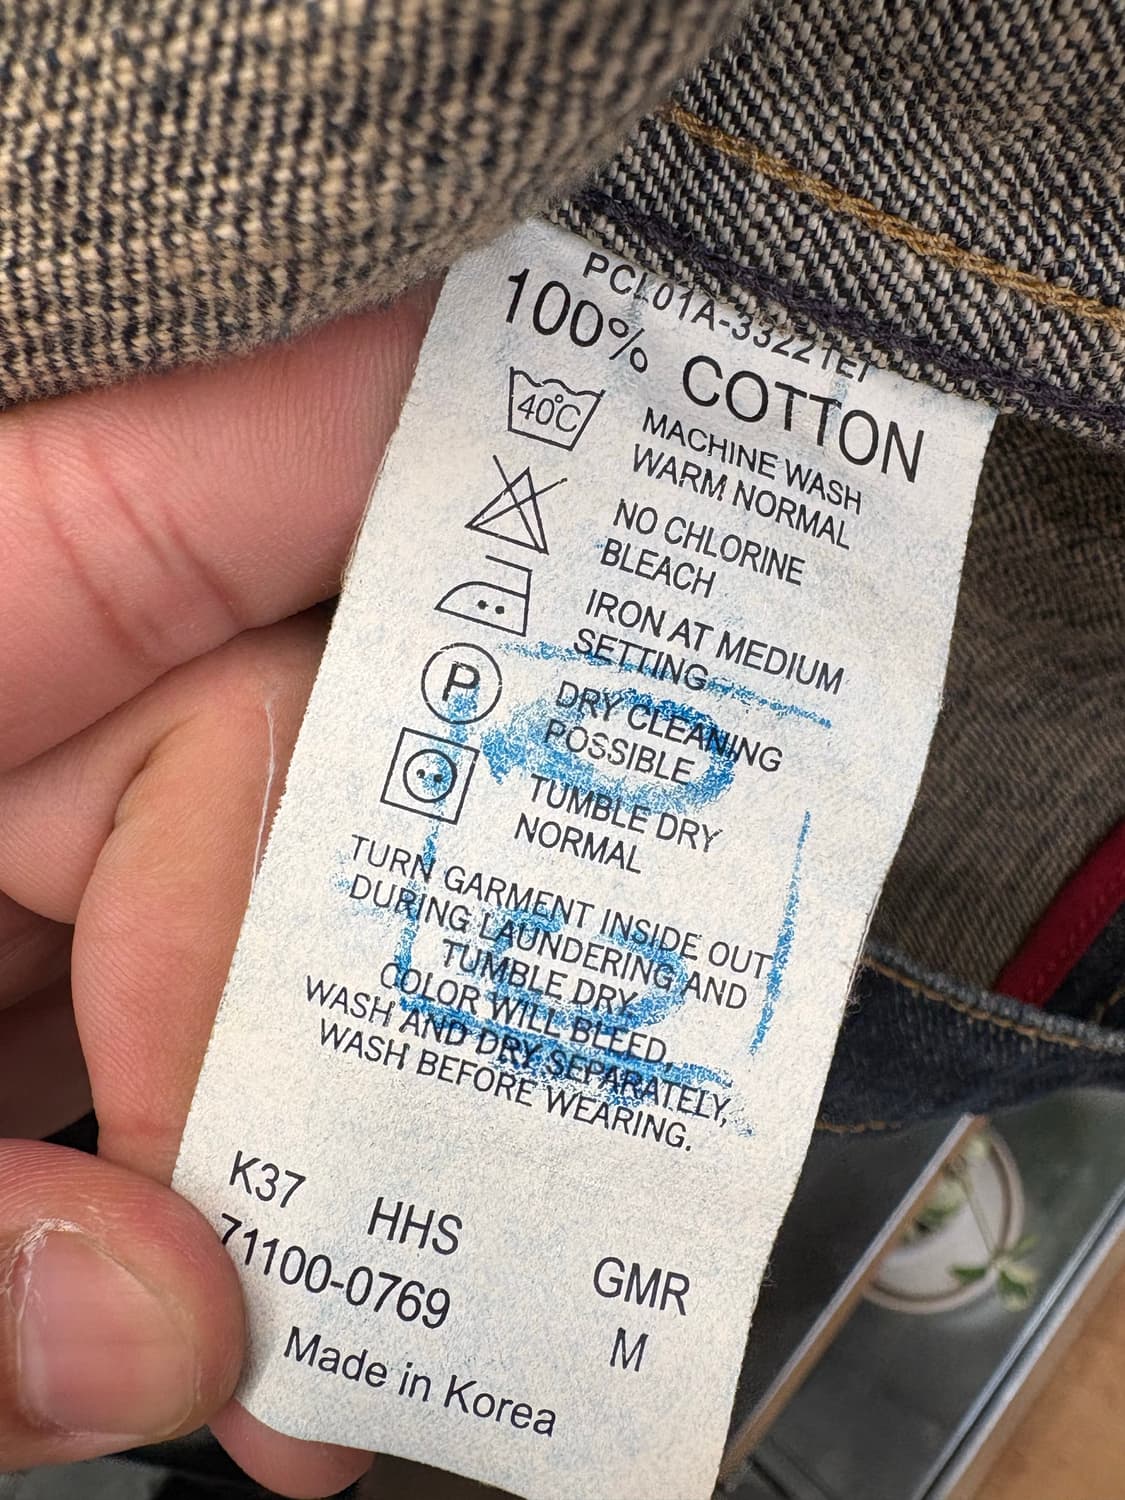 100% COTTON
40°C
MACHINE WASH
WARM NORMAL
NO CHLORINE
BLEACH
IRON AT MEDIUM
SETTING
P
DRY CLEANING
POSSIBLE
TUMBLE DRY
NORMAL
TURN GARMENT INSIDE OUT
DURING LAUNDERING AND
TUMBLE DRY.
COLOR WILL BLEED,
WASH AND DRY SEPARATELY,
WASH BEFORE WEARING.
K37 HHS GMR
71100-0769 M
Made in Korea